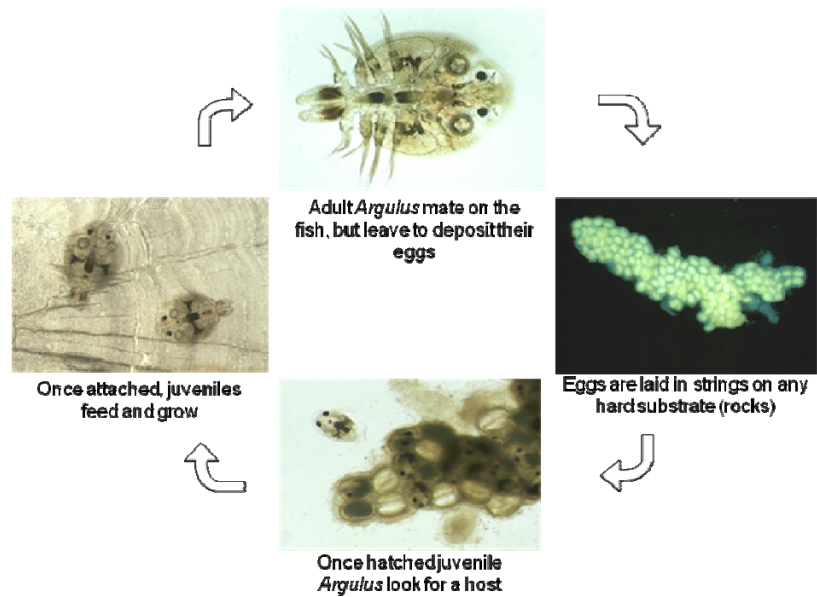 Adult Argulus mate on the
fish, but leave to deposit their
eggs
Eggs are laid in strings on any
hard substrate (rocks)
Once hatched juvenile
Argulus look for a host
Once attached, juveniles
feed and grow